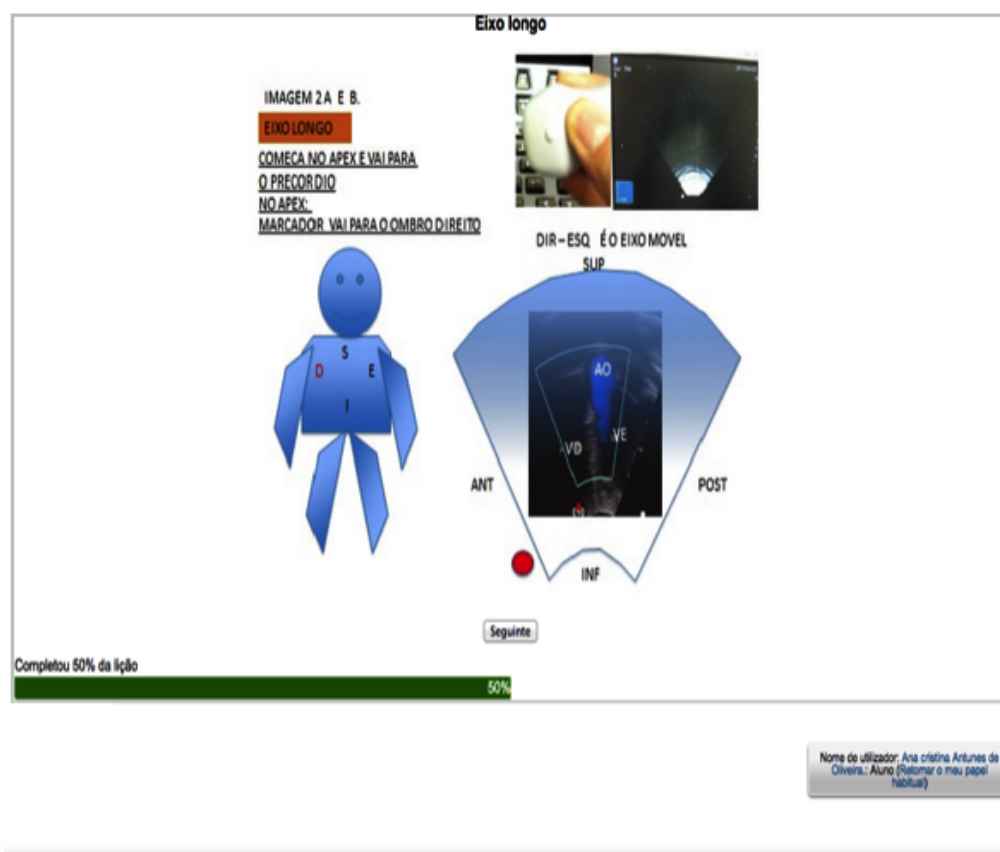 Eixo longo
IMAGEM 2 A E B.
EIXO LONGO
COMECA NO APEX E VAI PARA
O PRECORDIO
NO APEX:
MARCADOR VAI PARA O OMBRO DIREITO
DIR – ESQ É O EIXO MOVEL
SUP
S
D E
I
AO
VE
VD
ANT
POST
INF
Seguinte
Completou 50% da lição
50%
Nome de utilizador: Ana cristina Antunes de
Oliveira.: Aluno (Retomar o meu papel
habitual)